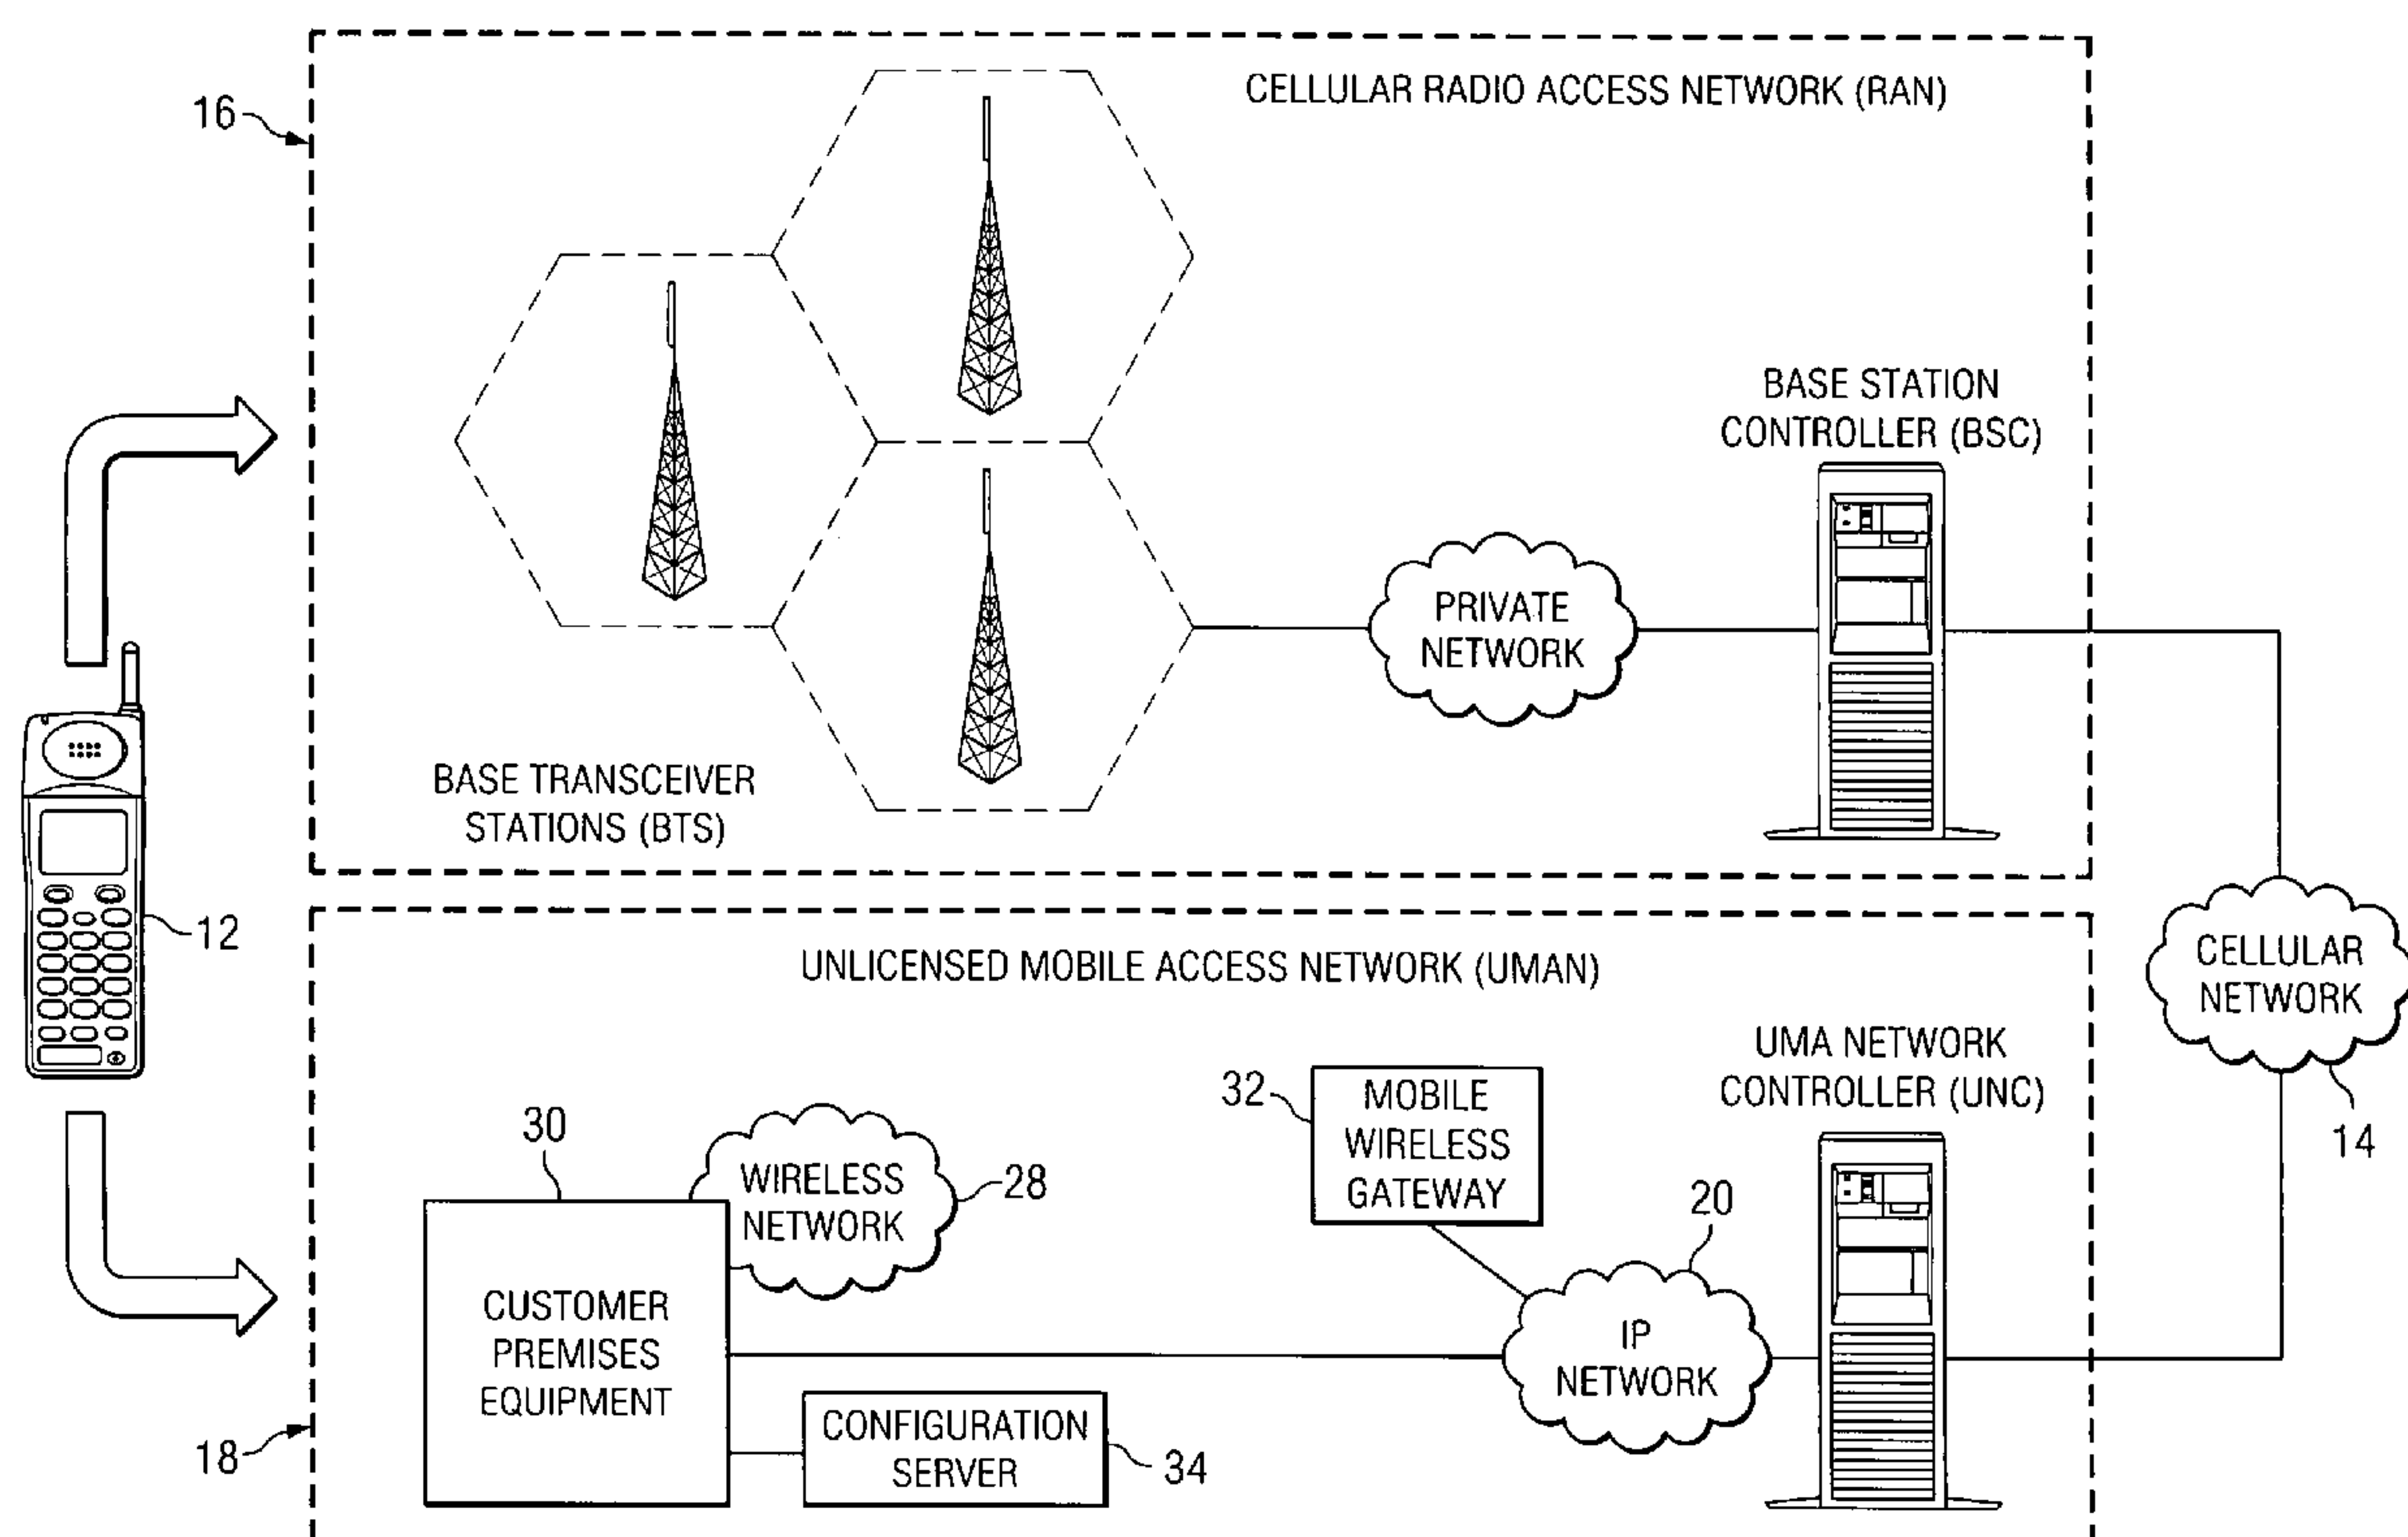 CELLULAR RADIO ACCESS NETWORK (RAN)
16
BASE STATION
CONTROLLER (BSC)
PRIVATE
NETWORK
BASE TRANSCEIVER
STATIONS (BTS)
12
CELLULAR
NETWORK
14
UNLICENSED MOBILE ACCESS NETWORK (UMAN)
UMA NETWORK
CONTROLLER (UNC)
32
MOBILE
WIRELESS
GATEWAY
30
WIRELESS
NETWORK
28
20
CUSTOMER
PREMISES
EQUIPMENT
IP
NETWORK
CONFIGURATION
SERVER
34
18